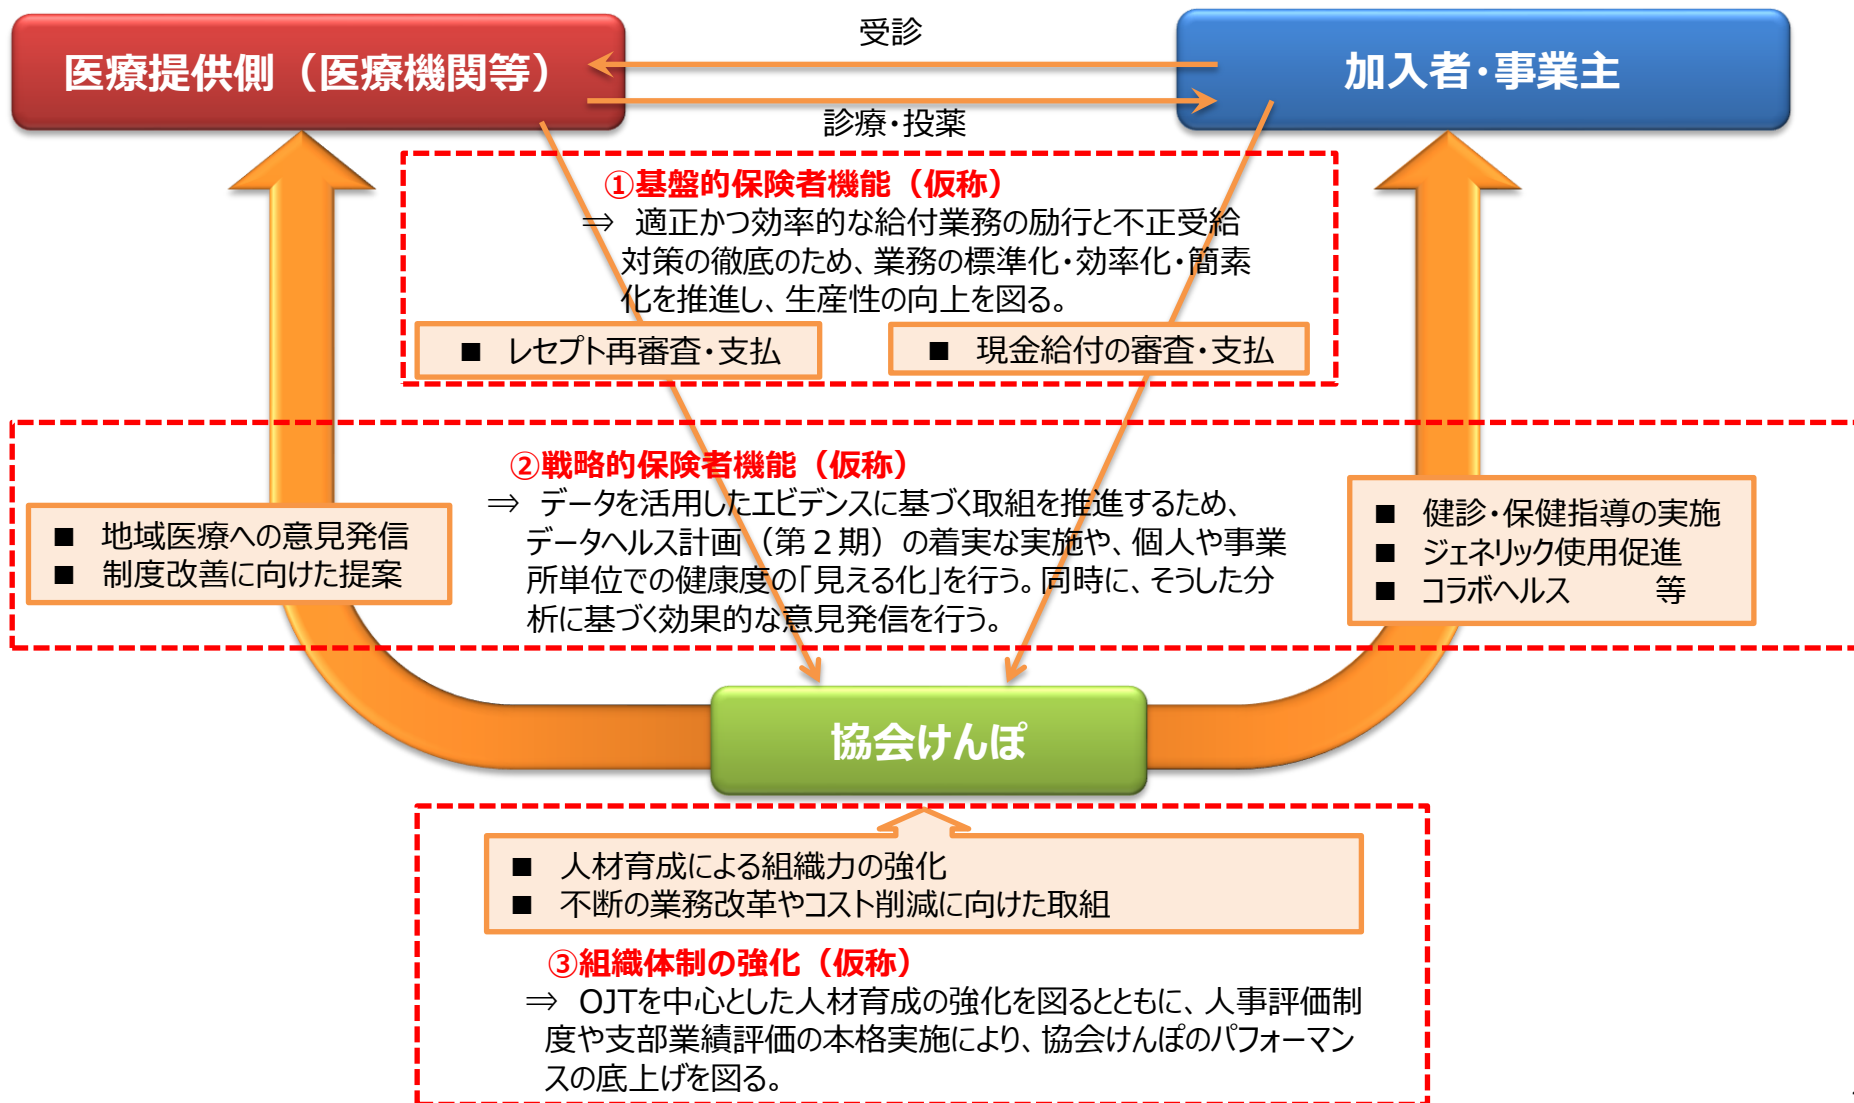 受診
医療提供側（医療機関等）
加入者・事業主
診療・投薬
①基盤的保険者機能（仮称）
⇒　適正かつ効率的な給付業務の励行と不正受給
対策の徹底のため、業務の標準化・効率化・簡素
化を推進し、生産性の向上を図る。
■　レセプト再審査・支払
■　現金給付の審査・支払
②戦略的保険者機能（仮称）
⇒　データを活用したエビデンスに基づく取組を推進するため、
データヘルス計画（第２期）の着実な実施や、個人や事業
所単位での健康度の「見える化」を行う。同時に、そうした分
析に基づく効果的な意見発信を行う。
■　地域医療への意見発信
■　制度改善に向けた提案
■　健診・保健指導の実施
■　ジェネリック使用促進
■　コラボヘルス　　　等
協会けんぽ
■　人材育成による組織力の強化
■　不断の業務改革やコスト削減に向けた取組
③組織体制の強化（仮称）
⇒　OJTを中心とした人材育成の強化を図るとともに、人事評価制
度や支部業績評価の本格実施により、協会けんぽのパフォーマン
スの底上げを図る。